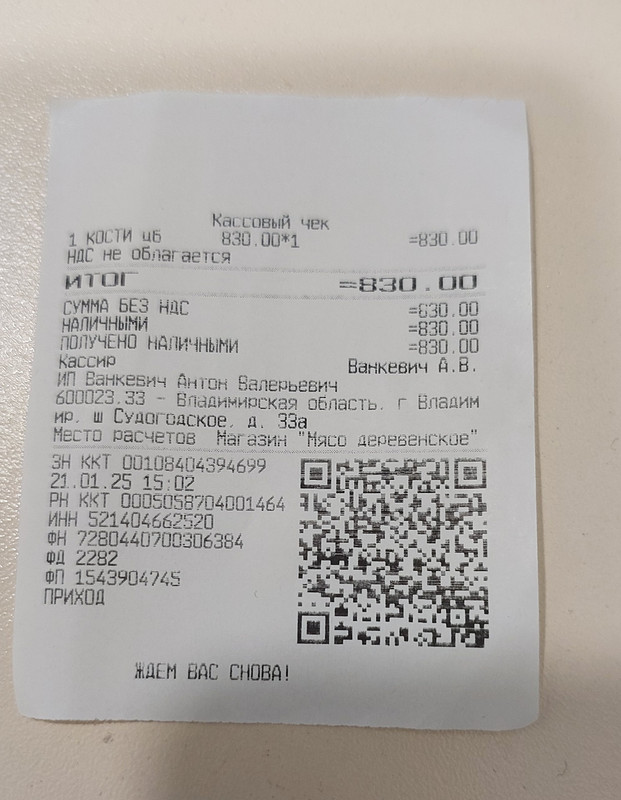 Кассовый чек
1 КОСТИ цб 830.00*1 =830.00
НДС не облагается
ИТОГ =830.00
СУММА БЕЗ НДС =830.00
НАЛИЧНЫМИ =830.00
ПОЛУЧЕНО НАЛИЧНЫМИ =830.00
Кассир Ванкевич А.В.
ИП Ванкевич Антон Валерьевич
600023.33 - Владимирская область, г Владим
ир, ш Судогодское, д. 33а
Место расчетов Магазин "Мясо деревенское"
ЗН ККТ 00108404394699
21.01.25 15:02
РН ККТ 0005058704001464
ИНН 521404662520
ФН 7280440700306384
ФД 2282
ФП 1543904745
ПРИХОД
ЖДЕМ ВАС СНОВА!